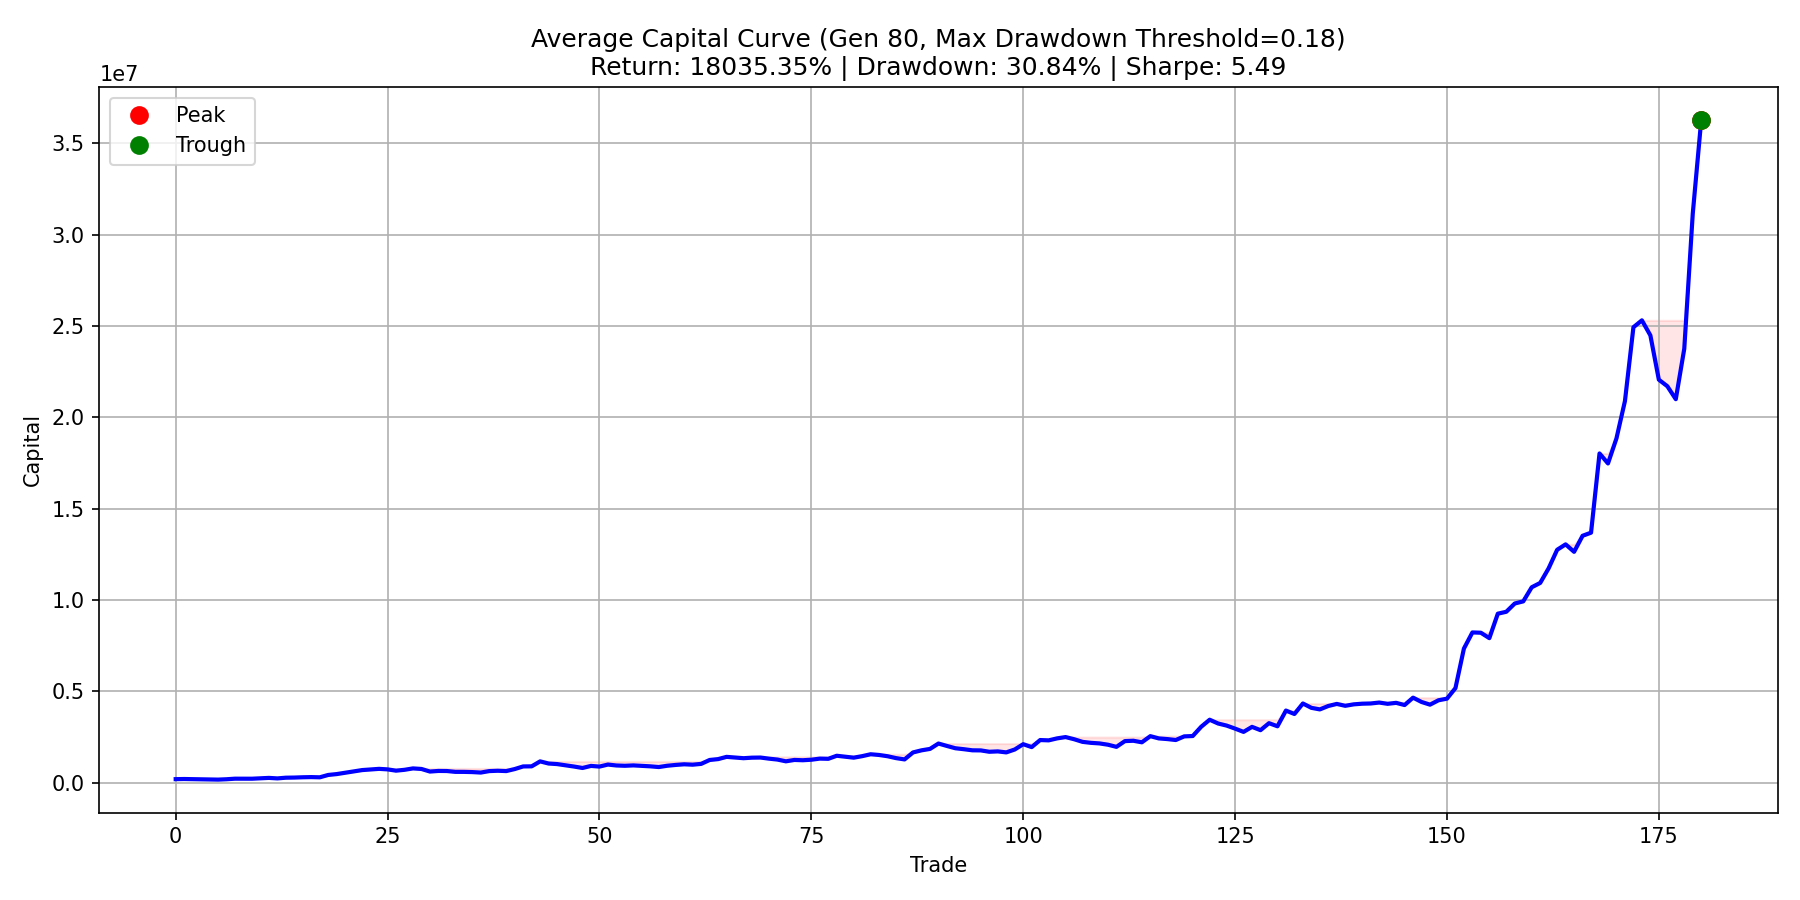 Average Capital Curve (Gen 80, Max Drawdown Threshold=0.18)
Return: 18035.35% | Drawdown: 30.84% | Sharpe: 5.49
1e7
Peak
Trough
3.5
3.0
2.5
2.0
1.5
1.0
0.5
0.0
Capital
0 25 50 75 100 125 150 175
Trade